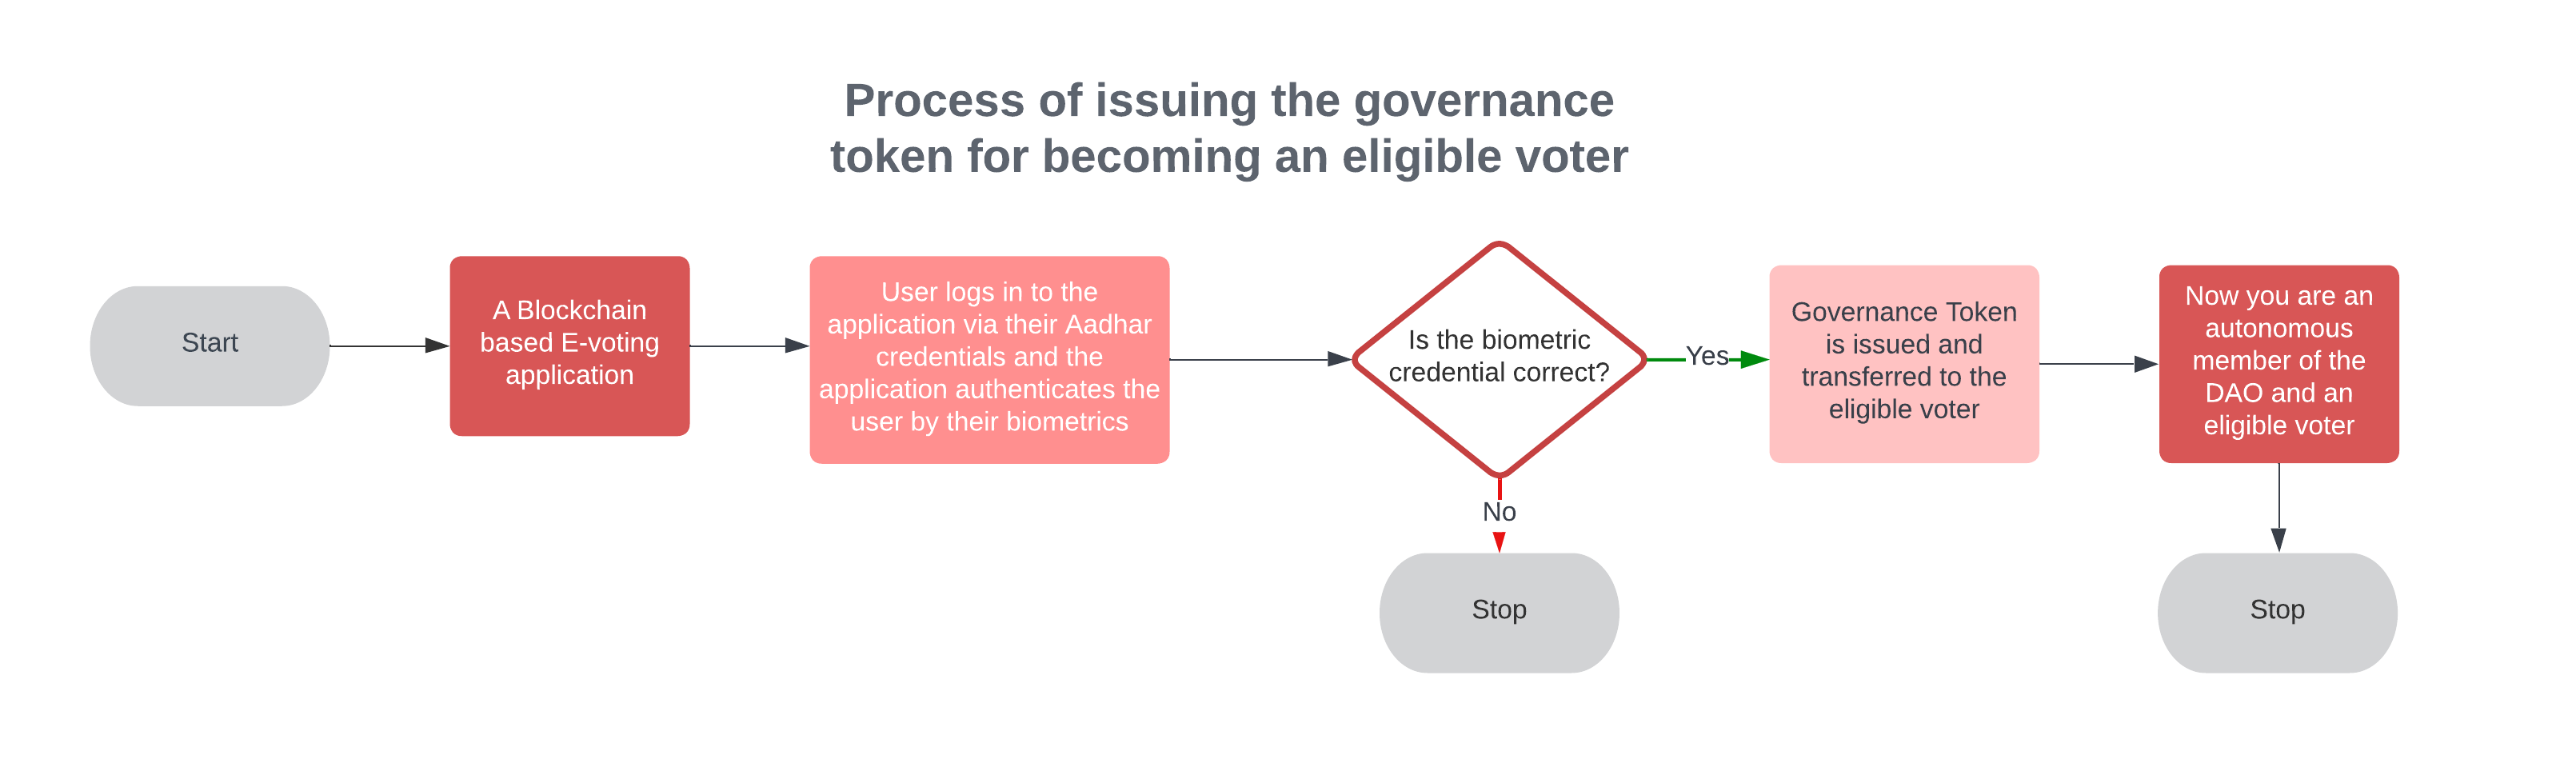 Process of issuing the governance
token for becoming an eligible voter
Start
A Blockchain
based E-voting
application
User logs in to the
application via their Aadhar
credentials and the
application authenticates the
user by their biometrics
Is the biometric
credential correct?
Yes
No
Stop
Governance Token
is issued and
transferred to the
eligible voter
Now you are an
autonomous
member of the
DAO and an
eligible voter
Stop